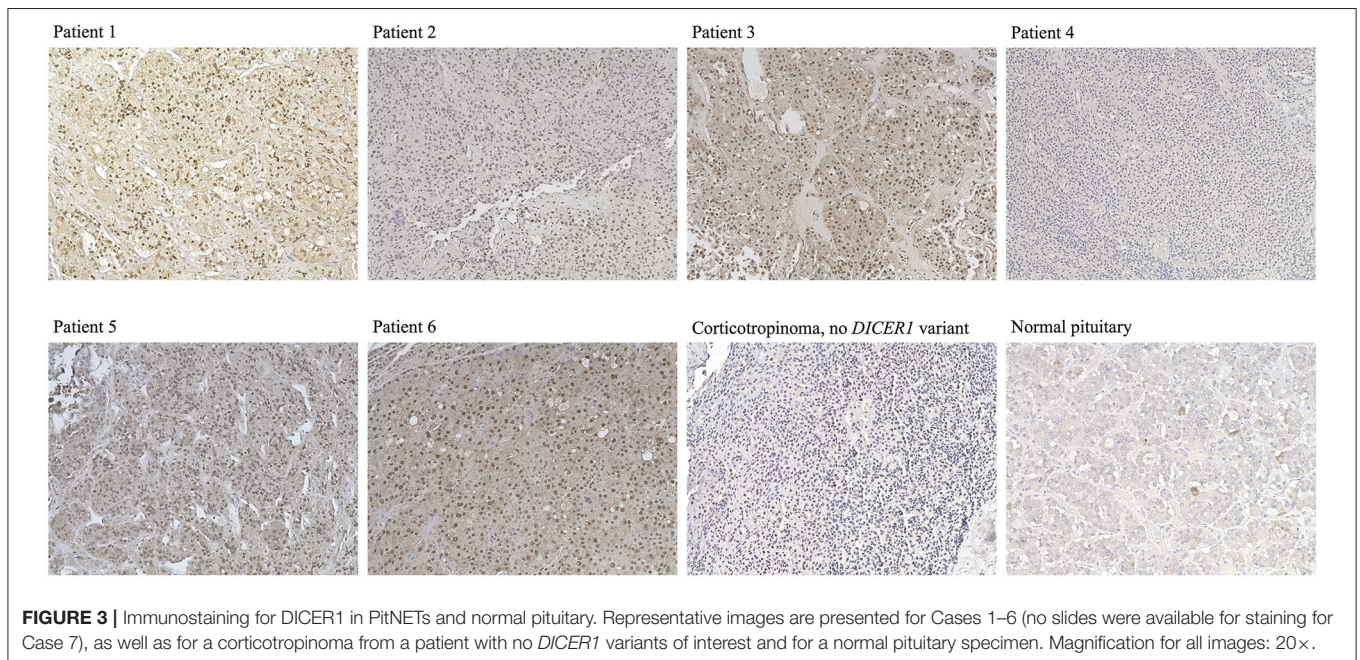 Patient 1
Patient 2
Patient 3
Patient 4
Patient 5
Patient 6
Corticotropinoma, no DICER1 variant
Normal pituitary
FIGURE 3 | Immunostaining for DICER1 in PitNETs and normal pituitary. Representative images are presented for Cases 1–6 (no slides were available for staining for
Case 7), as well as for a corticotropinoma from a patient with no DICER1 variants of interest and for a normal pituitary specimen. Magnification for all images: 20×.